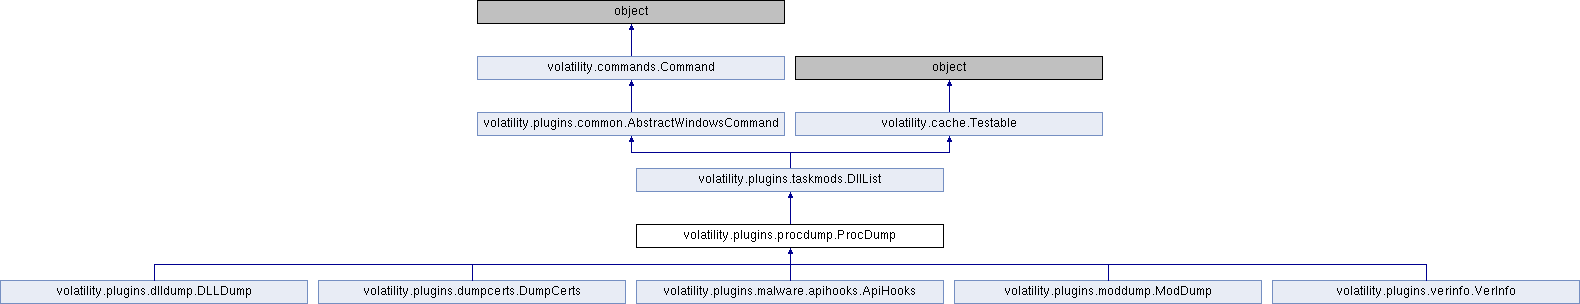 object
volatility.commands.Command
object
volatility.plugins.common.AbstractWindowsCommand
volatility.cache.Testable
volatility.plugins.taskmods.DllList
volatility.plugins.procdump.ProcDump
volatility.plugins.dlldump.DLLDump
volatility.plugins.dumpcerts.DumpCerts
volatility.plugins.malware.apihooks.ApiHooks
volatility.plugins.moddump.ModDump
volatility.plugins.verinfo.VerInfo